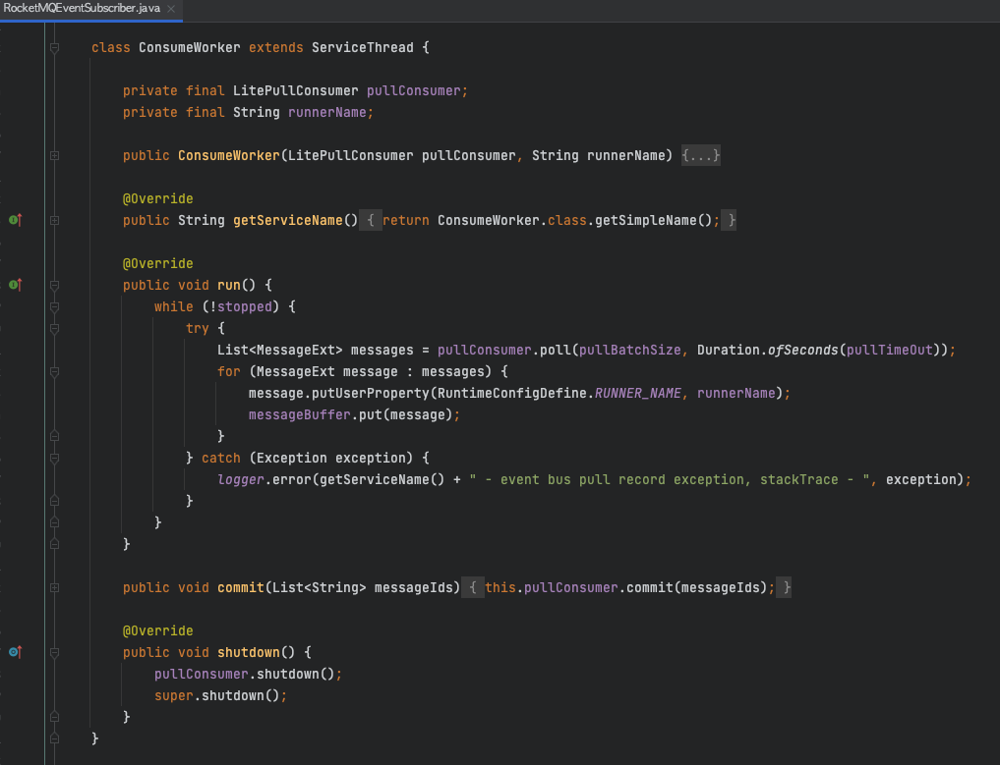 RocketMQEventSubscriber.java ×
class ConsumeWorker extends ServiceThread {
private final LitePullConsumer pullConsumer;
private final String runnerName;
public ConsumeWorker(LitePullConsumer pullConsumer, String runnerName) {...}
@Override
public String getServiceName() { return ConsumeWorker.class.getSimpleName(); }
@Override
public void run() {
while (!stopped) {
try {
List<MessageExt> messages = pullConsumer.poll(pullBatchSize, Duration.ofSeconds(pullTimeOut));
for (MessageExt message : messages) {
message.putUserProperty(RuntimeConfigDefine.RUNNER_NAME, runnerName);
messageBuffer.put(message);
}
} catch (Exception exception) {
logger.error(getServiceName() + " - event bus pull record exception, stackTrace - ", exception);
}
}
}
public void commit(List<String> messageIds) { this.pullConsumer.commit(messageIds); }
@Override
public void shutdown() {
pullConsumer.shutdown();
super.shutdown();
}
}